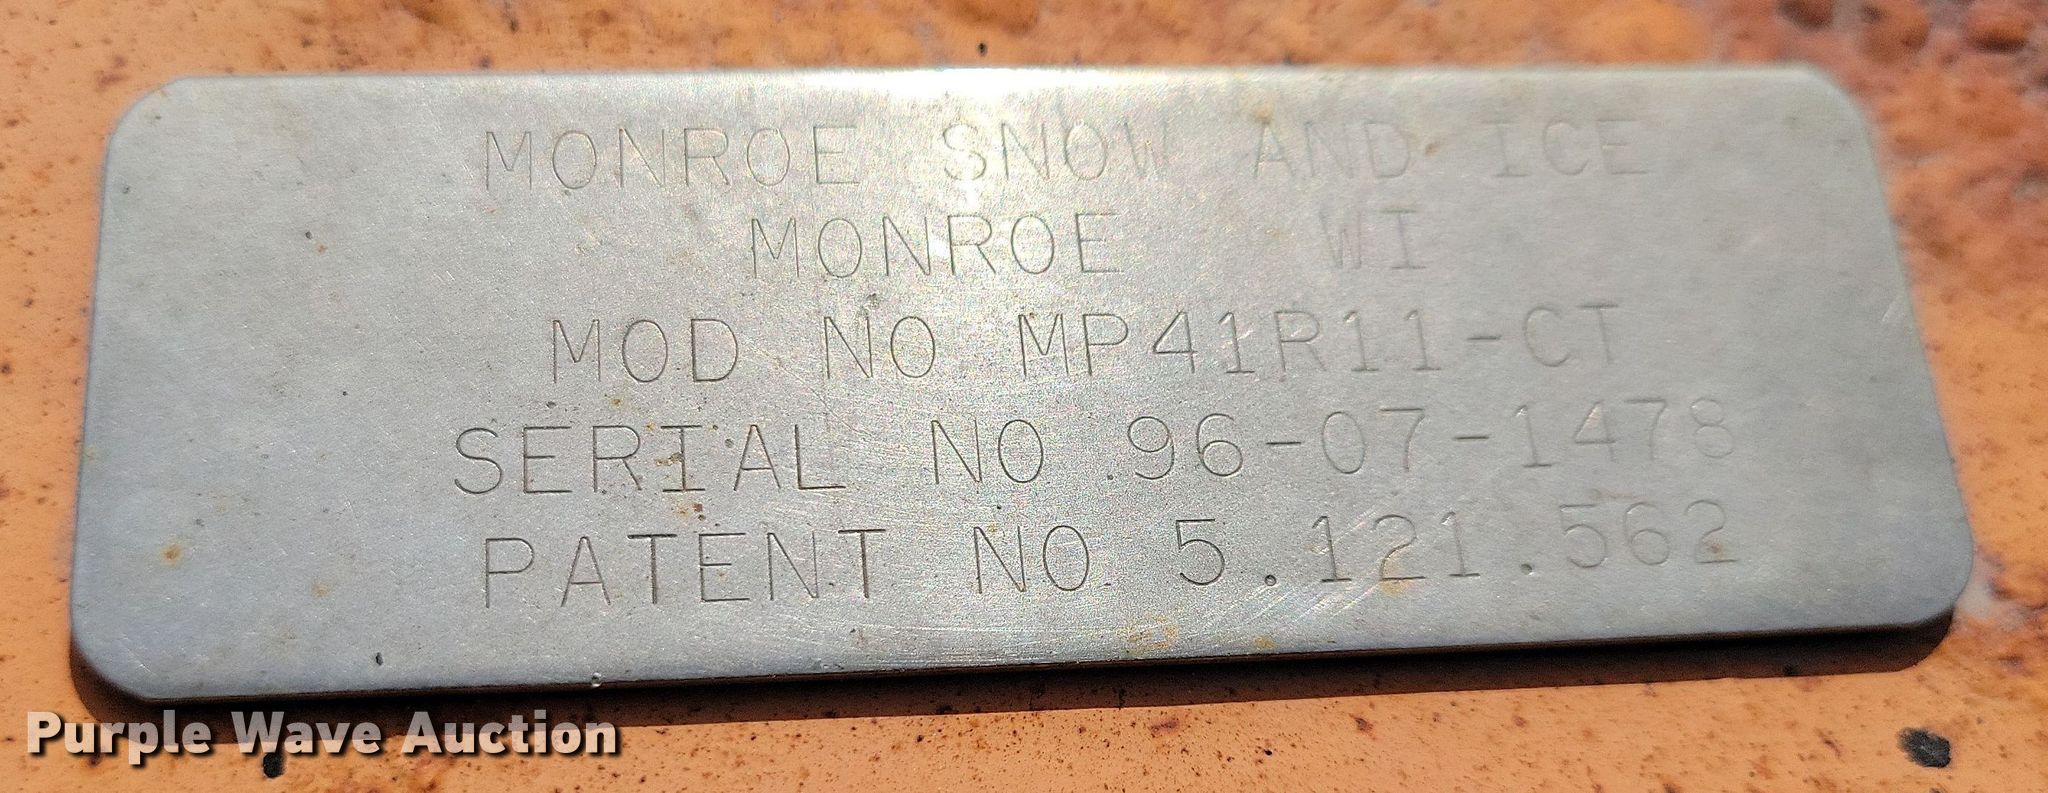 MONROE SNOW AND ICE
MONROE WI
MOD NO MP41R11-CT
SERIAL NO 96-07-1478
PATENT NO 5.121.562
Purple Wave Auction